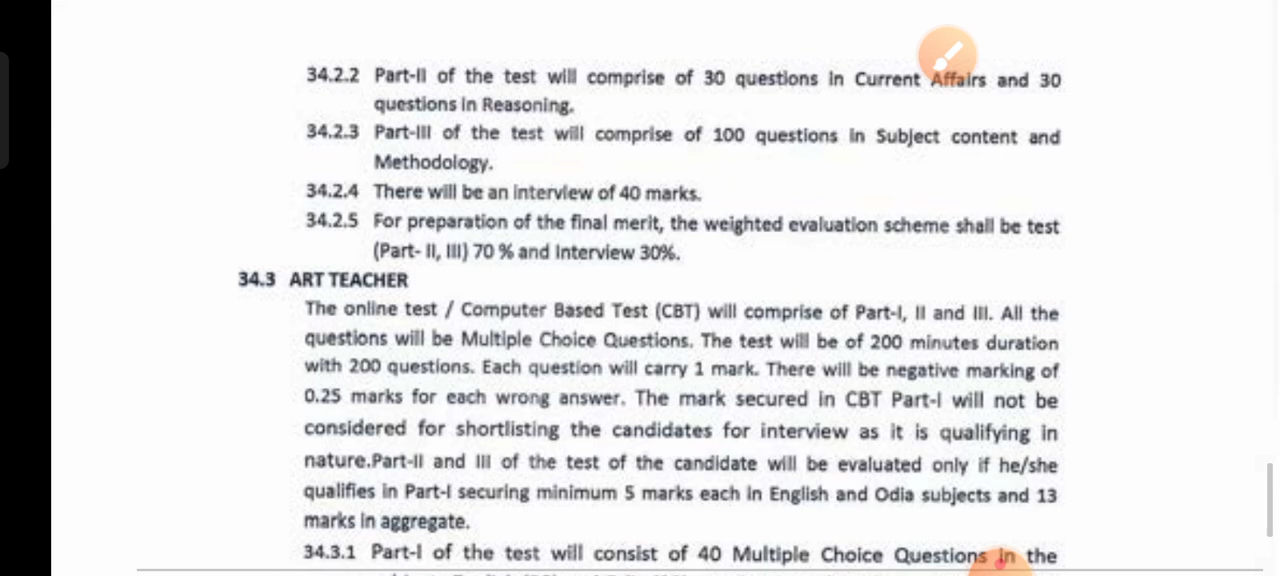 34.2.2 Part-II of the test will comprise of 30 questions in Current Affairs and 30
questions in Reasoning.
34.2.3 Part-III of the test will comprise of 100 questions in Subject content and
Methodology.
34.2.4 There will be an interview of 40 marks.
34.2.5 For preparation of the final merit, the weighted evaluation scheme shall be test
(Part- II, III) 70 % and Interview 30%.
34.3 ART TEACHER
The online test / Computer Based Test (CBT) will comprise of Part-I, II and III. All the
questions will be Multiple Choice Questions. The test will be of 200 minutes duration
with 200 questions. Each question will carry 1 mark. There will be negative marking of
0.25 marks for each wrong answer. The mark secured in CBT Part-I will not be
considered for shortlisting the candidates for interview as it is qualifying in
nature.Part-II and III of the test of the candidate will be evaluated only if he/she
qualifies in Part-I securing minimum 5 marks each in English and Odia subjects and 13
marks in aggregate.
34.3.1 Part-I of the test will consist of 40 Multiple Choice Questions in the